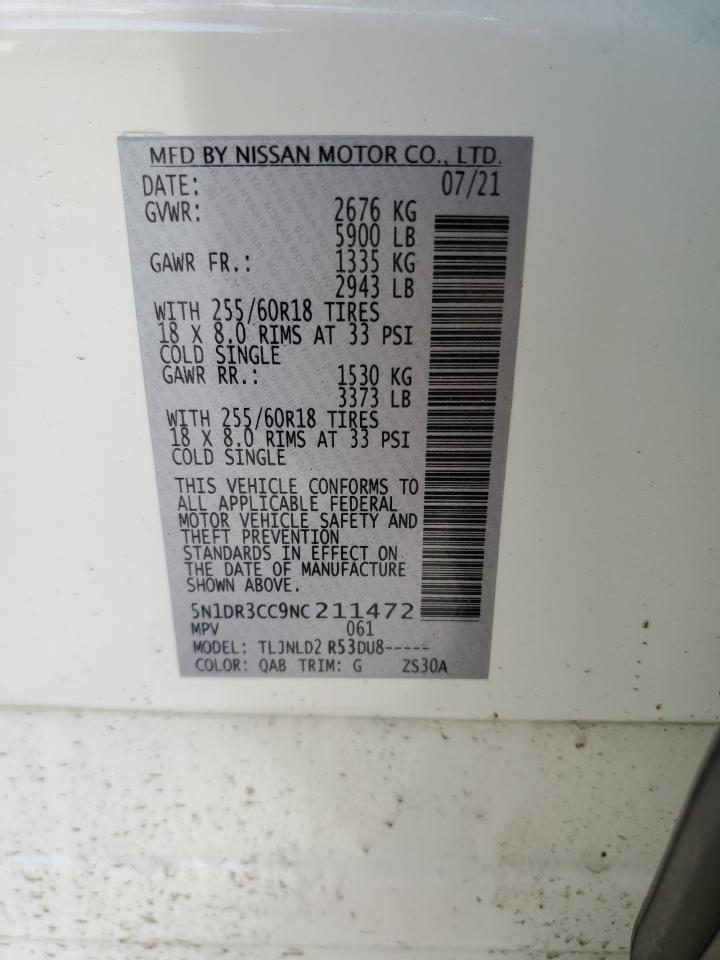 MFD BY NISSAN MOTOR CO., LTD.
DATE: 07/21
GVWR: 2676 KG
5900 LB
GAWR FR.: 1335 KG
2943 LB
WITH 255/60R18 TIRES
18 X 8.0 RIMS AT 33 PSI
COLD SINGLE
GAWR RR.: 1530 KG
3373 LB
WITH 255/60R18 TIRES
18 X 8.0 RIMS AT 33 PSI
COLD SINGLE
THIS VEHICLE CONFORMS TO
ALL APPLICABLE FEDERAL
MOTOR VEHICLE SAFETY AND
THEFT PREVENTION
STANDARDS IN EFFECT ON
THE DATE OF MANUFACTURE
SHOWN ABOVE.
5N1DR3CC9NC211472
MPV 061
MODEL: TLJNLD2 R53DU8-----
COLOR: QAB TRIM: G ZS30A